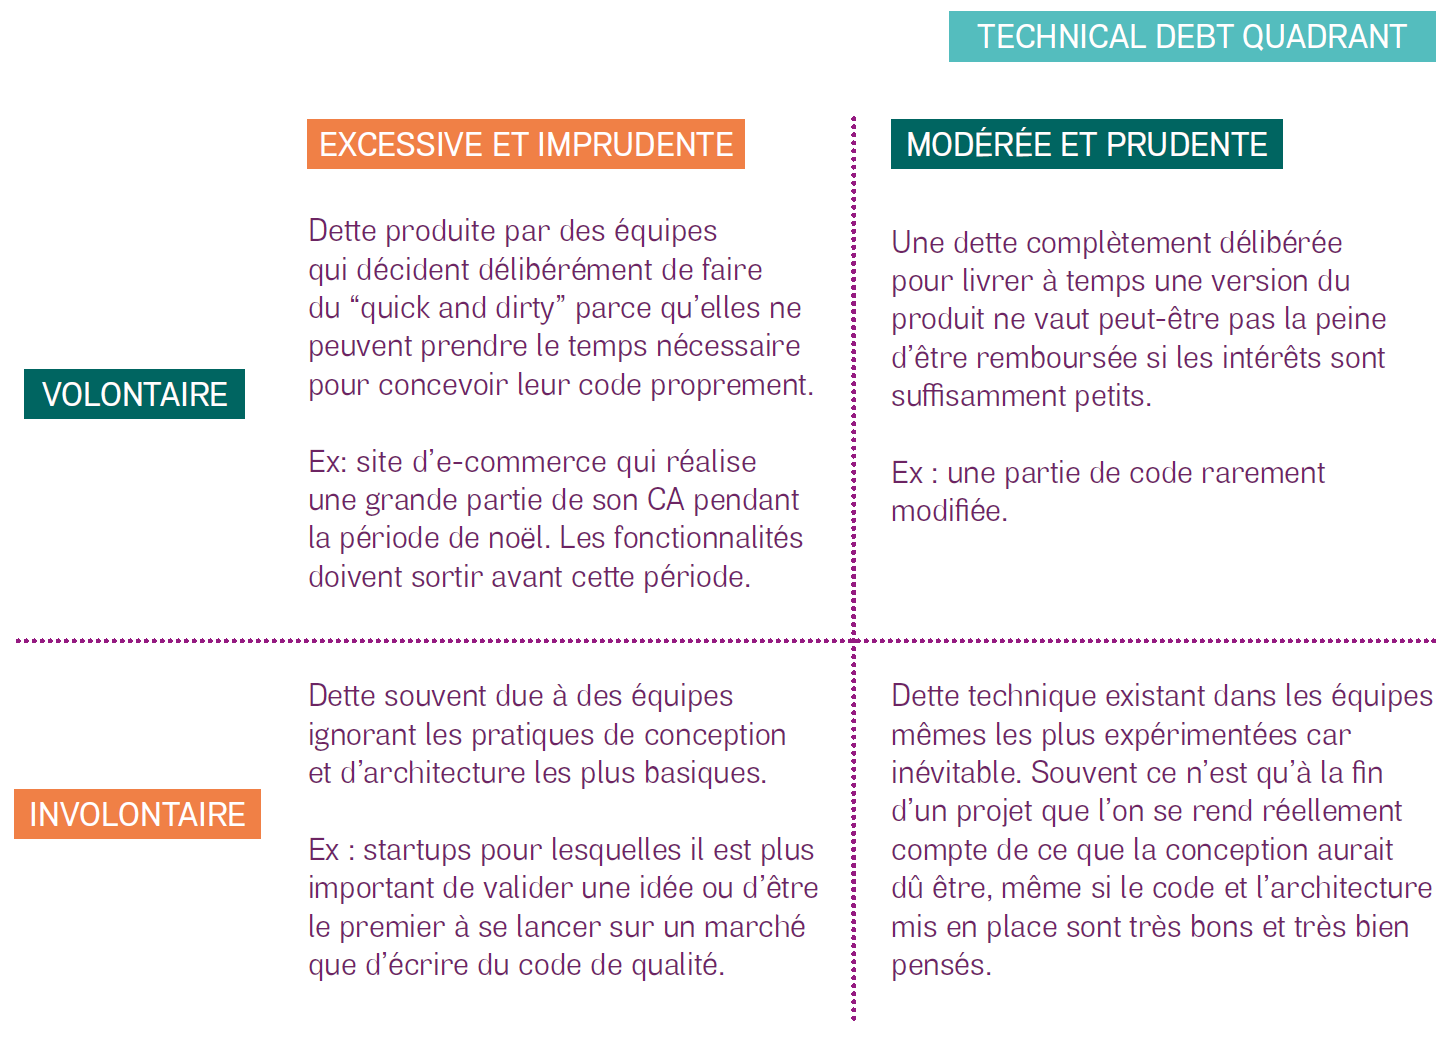 TECHNICAL DEBT QUADRANT
EXCESSIVE ET IMPRUDENTE
MODÉRÉE ET PRUDENTE
VOLONTAIRE
Dette produite par des équipes
qui décident délibérément de faire
du “quick and dirty” parce qu’elles ne
peuvent prendre le temps nécessaire
pour concevoir leur code proprement.
Ex: site d’e-commerce qui réalise
une grande partie de son CA pendant
la période de noël. Les fonctionnalités
doivent sortir avant cette période.
Une dette complètement délibérée
pour livrer à temps une version du
produit ne vaut peut-être pas la peine
d’être remboursée si les intérêts sont
suffisamment petits.
Ex : une partie de code rarement
modifiée.
INVOLONTAIRE
Dette souvent due à des équipes
ignorant les pratiques de conception
et d’architecture les plus basiques.
Ex : startups pour lesquelles il est plus
important de valider une idée ou d’être
le premier à se lancer sur un marché
que d’écrire du code de qualité.
Dette technique existant dans les équipes
mêmes les plus expérimentées car
inévitable. Souvent ce n’est qu’à la fin
d’un projet que l’on se rend réellement
compte de ce que la conception aurait
dû être, même si le code et l’architecture
mis en place sont très bons et très bien
pensés.